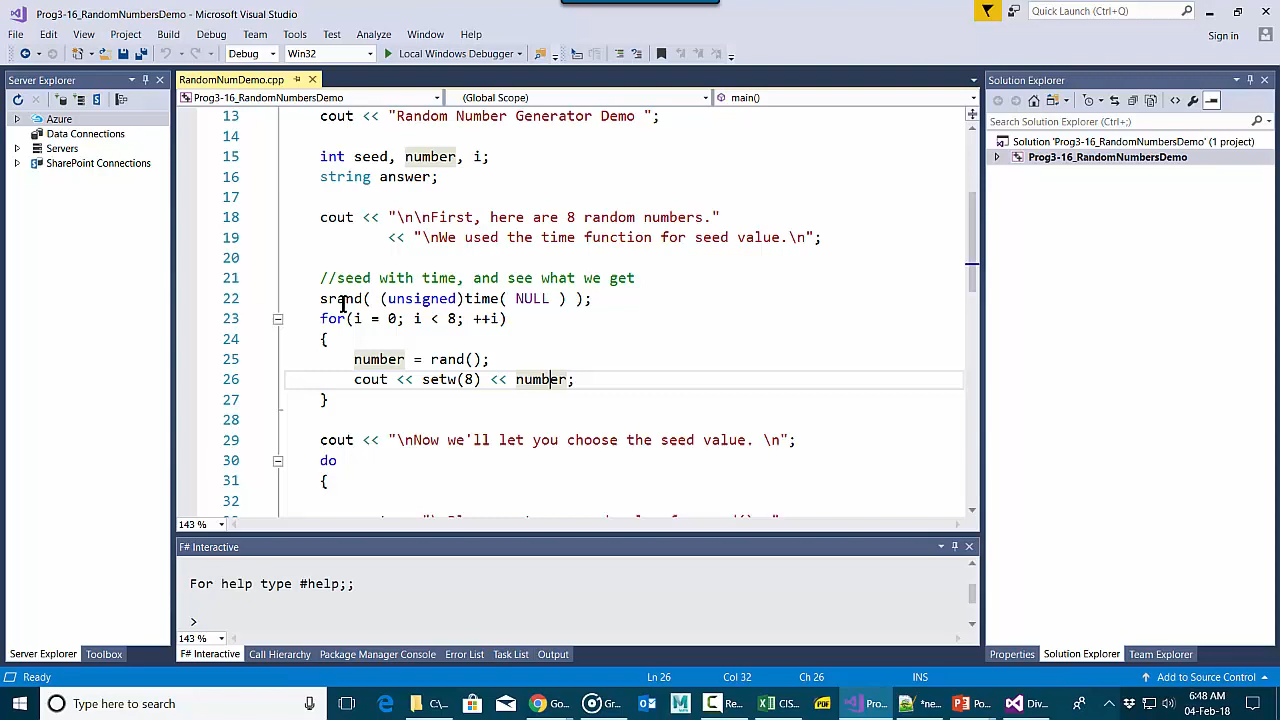 Prog3-16_RandomNumbersDemo - Microsoft Visual Studio
Quick Launch (Ctrl+Q)
File Edit View Project Build Debug Team Tools Test Analyze Window Help
Sign in
Debug Win32 Local Windows Debugger
Server Explorer
RandomNumDemo.cpp
Solution Explorer
Prog3-16_RandomNumbersDemo (Global Scope) main()
Search Solution Explorer (Ctrl+;)
Azure
Data Connections
Servers
SharePoint Connections
Solution 'Prog3-16_RandomNumbersDemo' (1 project)
Prog3-16_RandomNumbersDemo
13 cout << "Random Number Generator Demo ";
14
15 int seed, number, i;
16 string answer;
17
18 cout << "\n\nFirst, here are 8 random numbers."
19 << "\nWe used the time function for seed value.\n";
20
21 //seed with time, and see what we get
22 srand( (unsigned)time( NULL ) );
23 for(i = 0; i < 8; ++i)
24 {
25 number = rand();
26 cout << setw(8) << number;
27 }
28
29 cout << "\nNow we'll let you choose the seed value. \n";
30 do
31 {
32
143 %
F# Interactive
For help type #help;;
>
143 %
Server Explorer Toolbox
F# Interactive Call Hierarchy Package Manager Console Error List Task List Output
Properties Solution Explorer Team Explorer
Ready Ln 26 Col 32 Ch 26 INS Add to Source Control
Type here to search
C:\... Go... Gr... Re... CIS... Pro... *ne... Po... Div...
6:48 AM
04-Feb-18